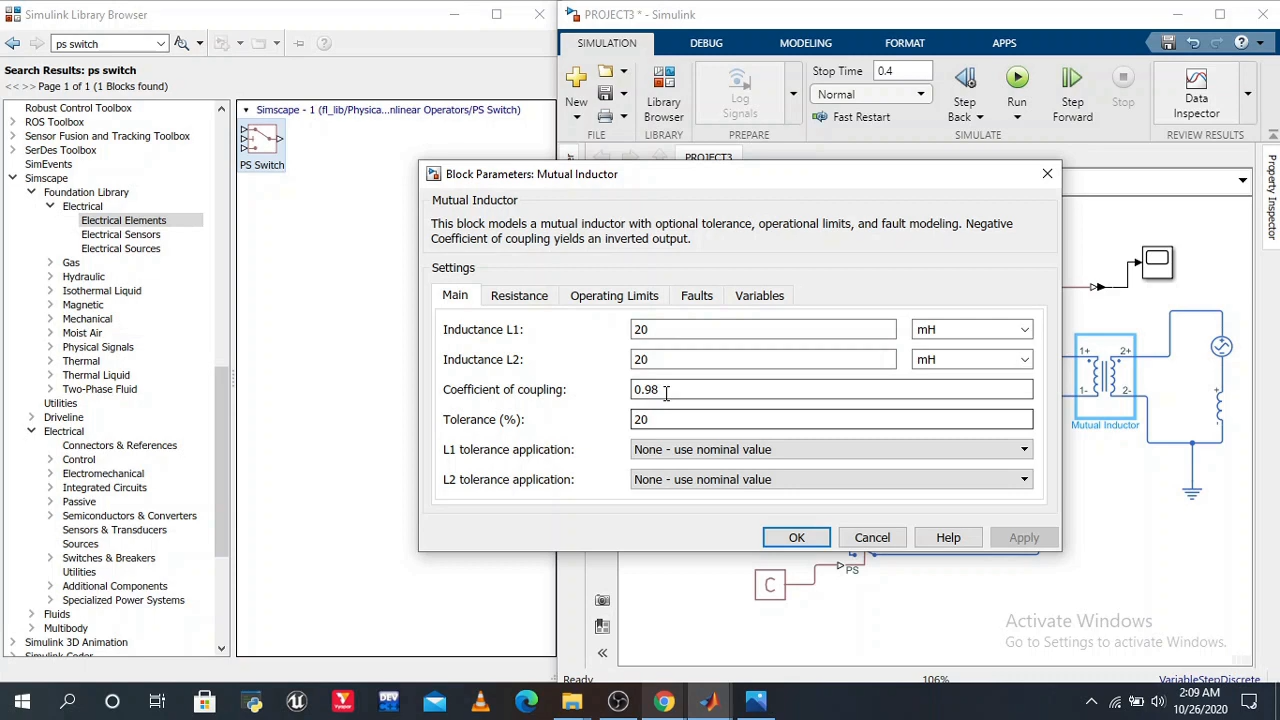 Simulink Library Browser
ps switch
Search Results: ps switch
< < > > Page 1 of 1 (1 Blocks found)
Robust Control Toolbox
ROS Toolbox
Sensor Fusion and Tracking Toolbox
SerDes Toolbox
SimEvents
Simscape
Foundation Library
Electrical
Electrical Elements
Electrical Sensors
Electrical Sources
Gas
Hydraulic
Isothermal Liquid
Magnetic
Mechanical
Moist Air
Thermal
Thermal Liquid
Two-Phase Fluid
Utilities
Driveline
Electrical
Connectors & References
Control
Electromechanical
Integrated Circuits
Passive
Semiconductors & Converters
Sensors & Transducers
Sources
Switches & Breakers
Utilities
Additional Components
Specialized Power Systems
Fluids
Multibody
Simulink 3D Animation
Simulink Coder
Simscape - 1 (fl_lib/Physica...nlinear Operators/PS Switch)
PS Switch
PROJECT3 * - Simulink
SIMULATION
DEBUG
MODELING
FORMAT
APPS
New
FILE
Library
Browser
LIBRARY
Log
Signals
PREPARE
Stop Time
0.4
Normal
Fast Restart
Step
Back
Run
Step
Forward
Stop
SIMULATE
Data
Inspector
REVIEW RESULTS
PROJECT3
Property Inspector
Block Parameters: Mutual Inductor
Mutual Inductor
This block models a mutual inductor with optional tolerance, operational limits, and fault modeling. Negative
Coefficient of coupling yields an inverted output.
Settings
Main
Resistance
Operating Limits
Faults
Variables
Inductance L1:
20
mH
Inductance L2:
20
mH
Coefficient of coupling:
0.98
Tolerance (%):
20
L1 tolerance application:
None - use nominal value
L2 tolerance application:
None - use nominal value
OK
Cancel
Help
Apply
1+
2+
1-
2-
Mutual Inductor
+
PS
C
Activate Windows
Go to Settings to activate Windows.
Ready
106%
VariableStepDiscrete
DEV
2:09 AM
10/26/2020